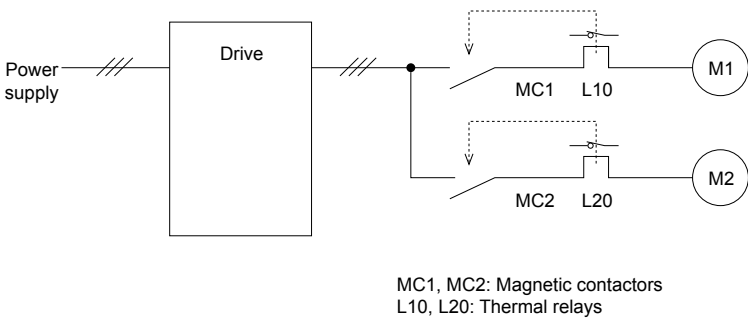 Power
supply
Drive
MC1
L10
M1
MC2
L20
M2
MC1, MC2: Magnetic contactors
L10, L20: Thermal relays